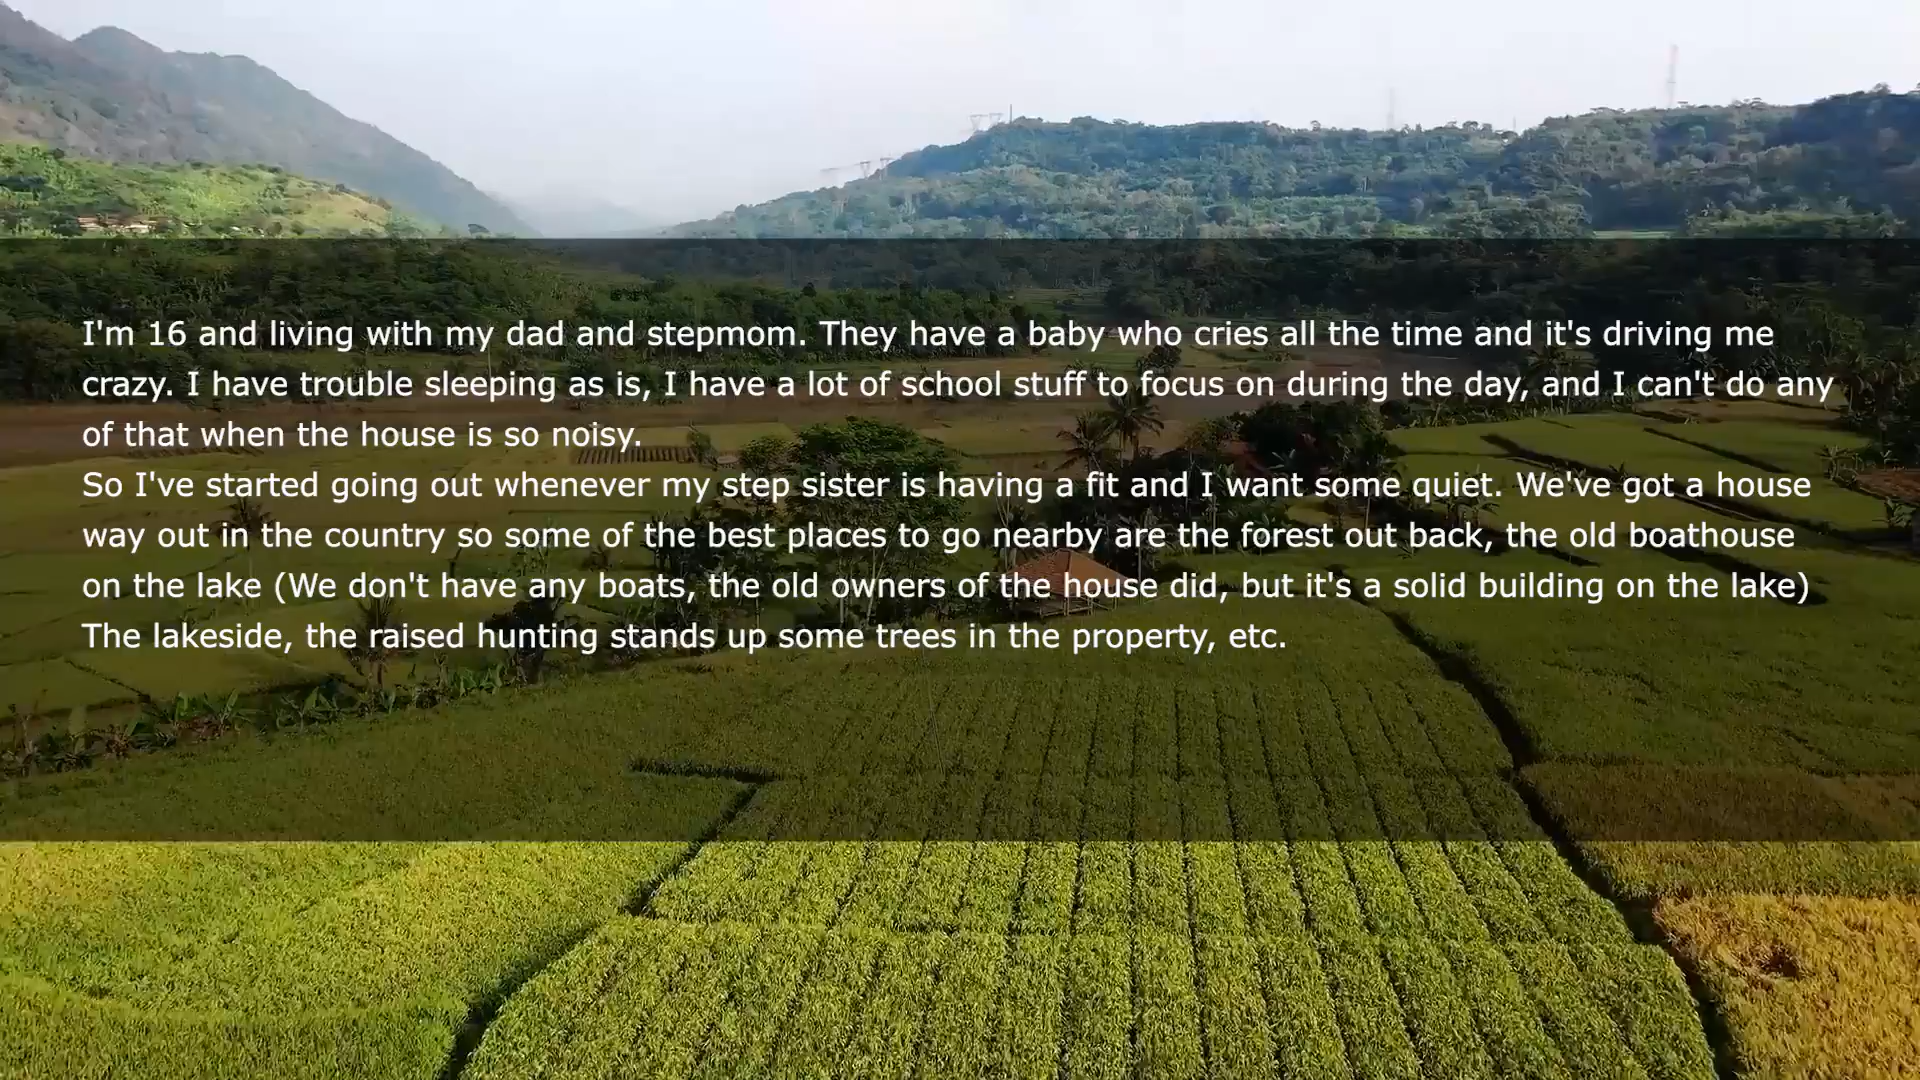 I'm 16 and living with my dad and stepmom. They have a baby who cries all the time and it's driving me
crazy. I have trouble sleeping as is, I have a lot of school stuff to focus on during the day, and I can't do any
of that when the house is so noisy.
So I've started going out whenever my step sister is having a fit and I want some quiet. We've got a house
way out in the country so some of the best places to go nearby are the forest out back, the old boathouse
on the lake (We don't have any boats, the old owners of the house did, but it's a solid building on the lake)
The lakeside, the raised hunting stands up some trees in the property, etc.